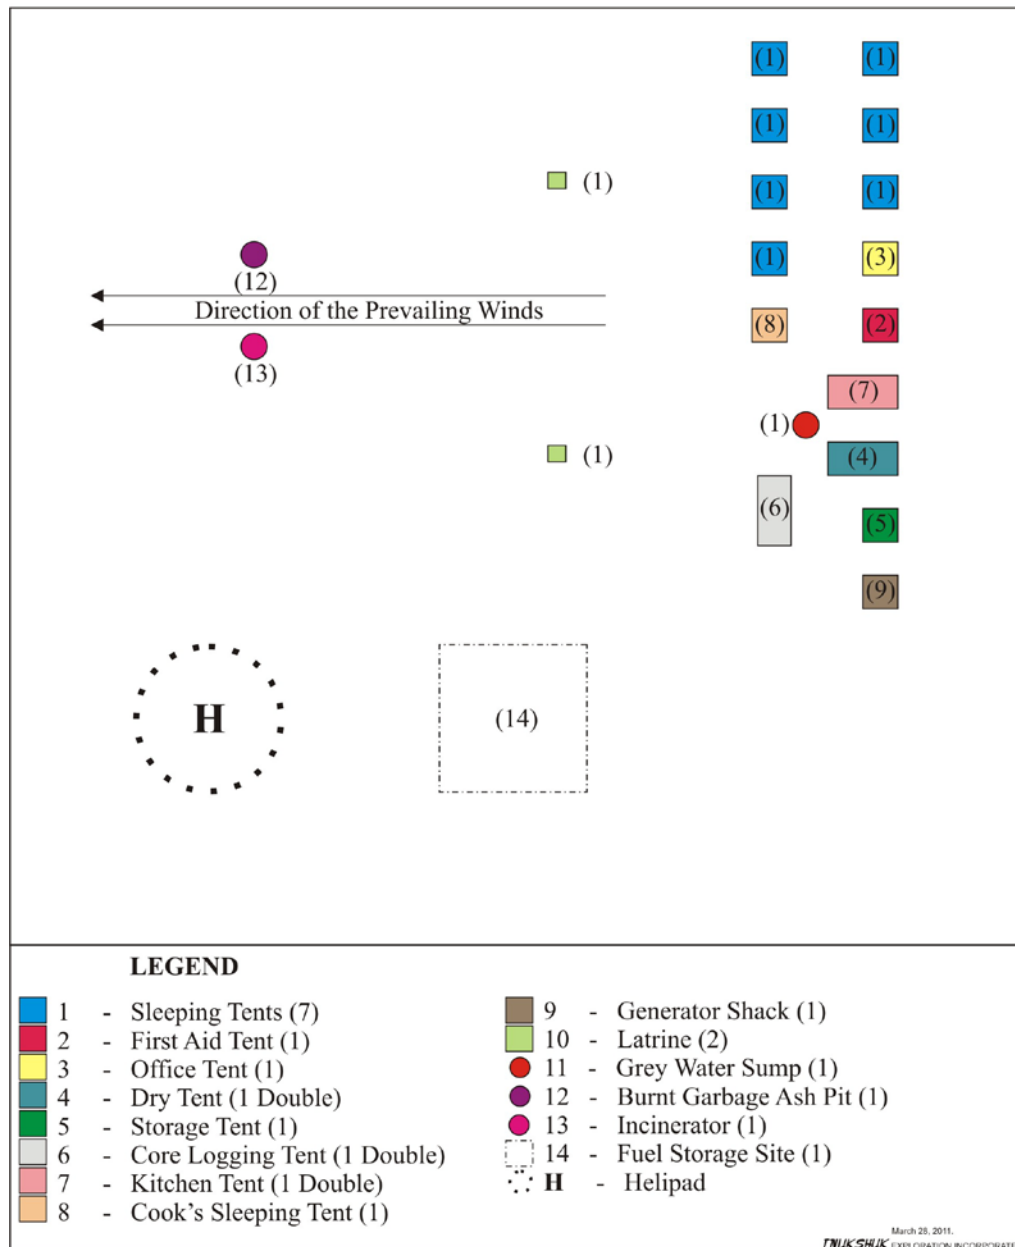 (1) (1)
(1) (1)
(1)
(1) (1)
(1) (3)
(12)
Direction of the Prevailing Winds
(8) (2)
(13)
(7)
(1)
(1) (4)
(6)
(5)
(9)
H (14)
LEGEND
1 - Sleeping Tents (7)
2 - First Aid Tent (1)
3 - Office Tent (1)
4 - Dry Tent (1 Double)
5 - Storage Tent (1)
6 - Core Logging Tent (1 Double)
7 - Kitchen Tent (1 Double)
8 - Cook's Sleeping Tent (1)
9 - Generator Shack (1)
10 - Latrine (2)
11 - Grey Water Sump (1)
12 - Burnt Garbage Ash Pit (1)
13 - Incinerator (1)
14 - Fuel Storage Site (1)
H - Helipad
March 28, 2011.
INUKSHUK EXPLORATION INCORPORATE